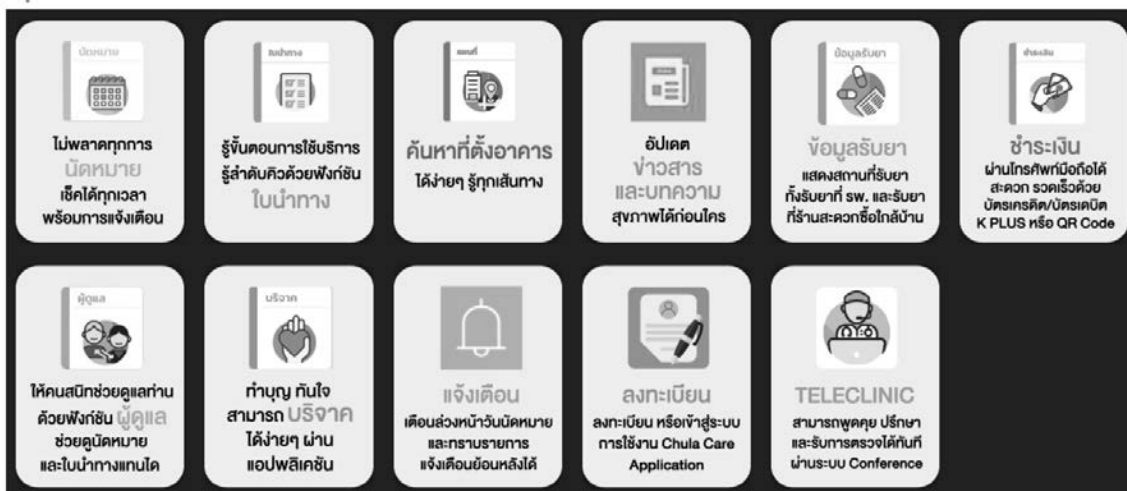 นัดหมาย
ไม่พลาดทุกการ
นัดหมาย
เช็คได้ทุกเวลา
พร้อมการแจ้งเตือน
ใบนำทาง
รู้ขั้นตอนการใช้บริการ
รู้ลำดับคิวด้วยฟังก์ชัน
ใบนำทาง
แผนที่
ค้นหาที่ตั้งอาคาร
ได้ง่ายๆ รู้ทุกเส้นทาง
อัปเดต
ข่าวสาร
และบทความ
สุขภาพได้ก่อนใคร
ข้อมูลรับยา
ข้อมูลรับยา
แสดงสถานที่รับยา
ทั้งรับยาที่ รพ. และรับยา
ที่ร้านสะดวกซื้อใกล้บ้าน
ชำระเงิน
ชำระเงิน
ผ่านโทรศัพท์มือถือได้
สะดวก รวดเร็วด้วย
บัตรเครดิต/บัตรเดบิต
K PLUS หรือ QR Code
ผู้ดูแล
ให้คนสนิทช่วยดูแลท่าน
ด้วยฟังก์ชัน ผู้ดูแล
ช่วยดูนัดหมาย
และใบนำทางแทนได
บริจาค
ทำบุญ ทันใจ
สามารถ บริจาค
ได้ง่ายๆ ผ่าน
แอปพลิเคชัน
แจ้งเตือน
เตือนล่วงหน้าวันนัดหมาย
และทราบรายการ
แจ้งเตือนย้อนหลังได้
ลงทะเบียน
ลงทะเบียน หรือเข้าสู่ระบบ
การใช้งาน Chula Care
Application
TELECLINIC
สามารถพูดคุย ปรึกษา
และรับการตรวจได้ทันที
ผ่านระบบ Conference